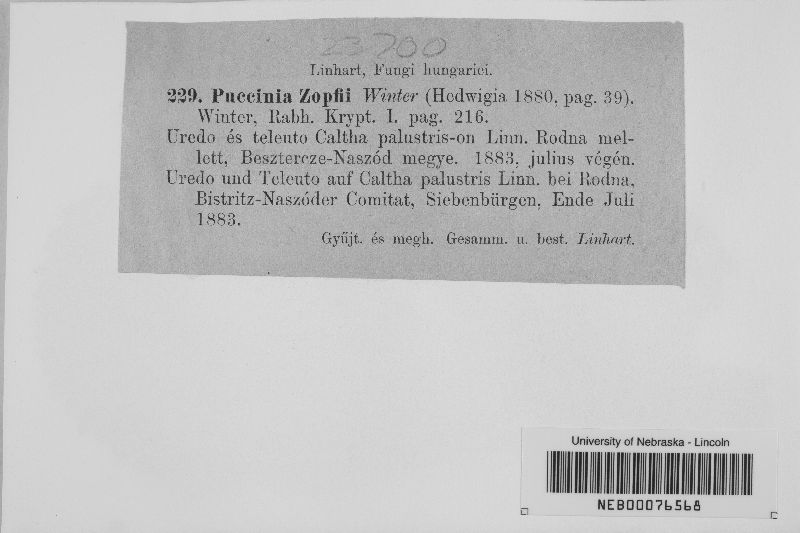 23700
Linhart, Fungi hungarici.
229. Puccinia Zopfii Winter (Hedwigia 1880, pag. 39).
Winter, Rabh. Krypt. I. pag. 216.
Uredo és teleuto Caltha palustris-on Linn. Rodna mel-
lett, Besztercze-Naszód megye. 1883, julius végén.
Uredo und Teleuto auf Caltha palustris Linn. bei Rodna,
Bistritz-Naszóder Comitat, Siebenbürgen, Ende Juli
1883.
Gyűjt. és megh. Gesamm. u. best. Linhart.
University of Nebraska - Lincoln
NEB00076568